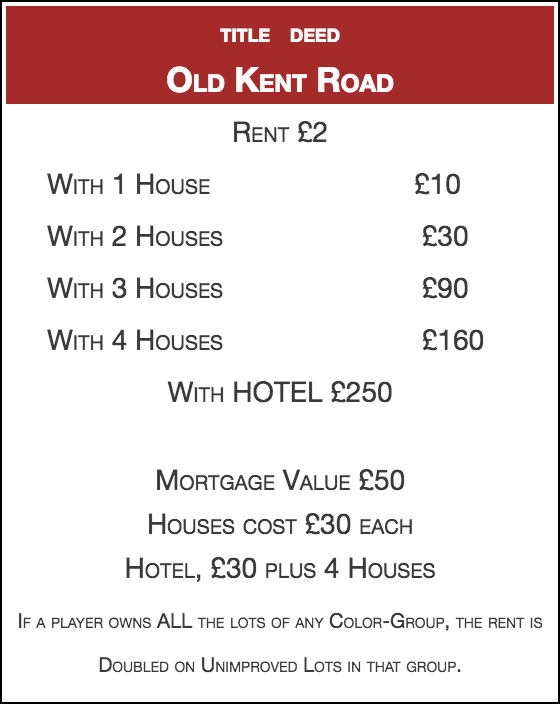 TITLE DEED
OLD KENT ROAD
RENT £2
WITH 1 HOUSE £10
WITH 2 HOUSES £30
WITH 3 HOUSES £90
WITH 4 HOUSES £160
WITH HOTEL £250
MORTGAGE VALUE £50
HOUSES COST £30 EACH
HOTEL, £30 PLUS 4 HOUSES
IF A PLAYER OWNS ALL THE LOTS OF ANY COLOR-GROUP, THE RENT IS
DOUBLED ON UNIMPROVED LOTS IN THAT GROUP.